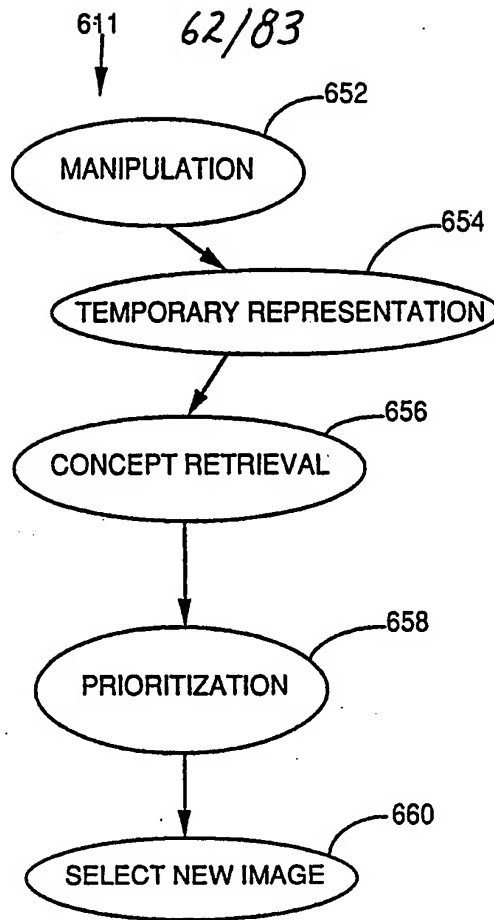 611 62/83
652
MANIPULATION
654
TEMPORARY REPRESENTATION
656
CONCEPT RETRIEVAL
658
PRIORITIZATION
660
SELECT NEW IMAGE